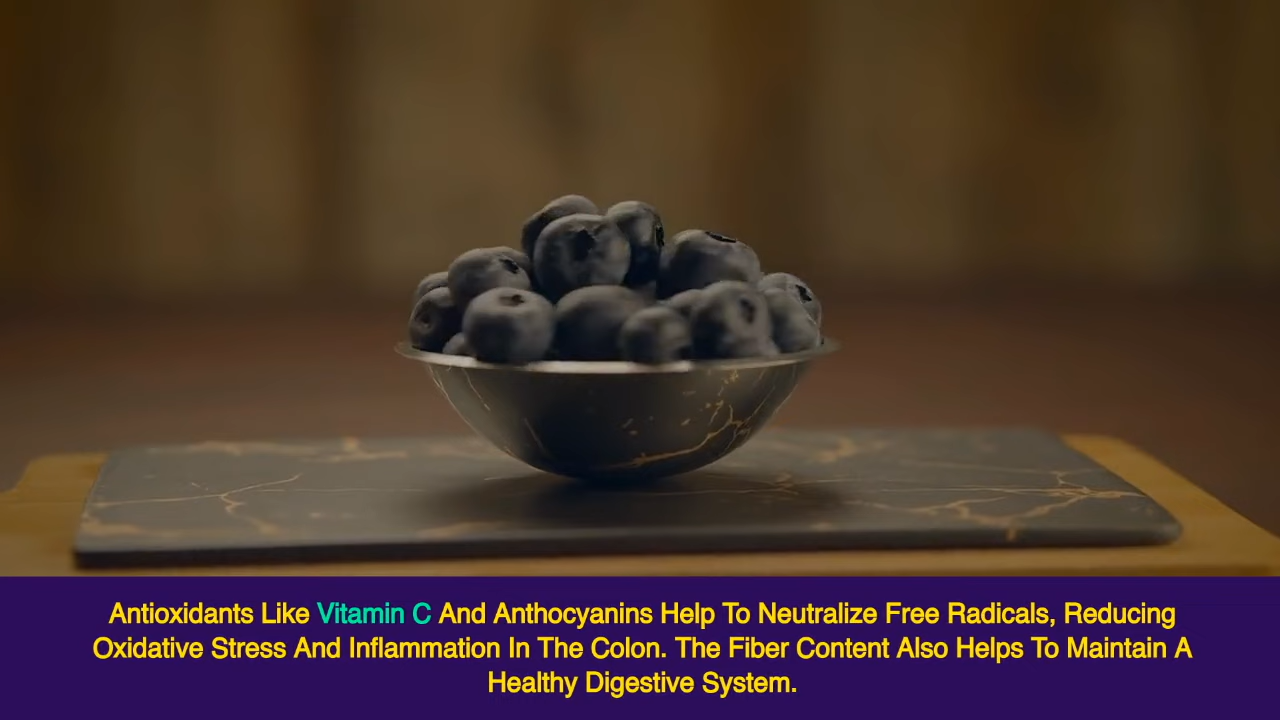 Antioxidants Like Vitamin C And Anthocyanins Help To Neutralize Free Radicals, Reducing
Oxidative Stress And Inflammation In The Colon. The Fiber Content Also Helps To Maintain A
Healthy Digestive System.